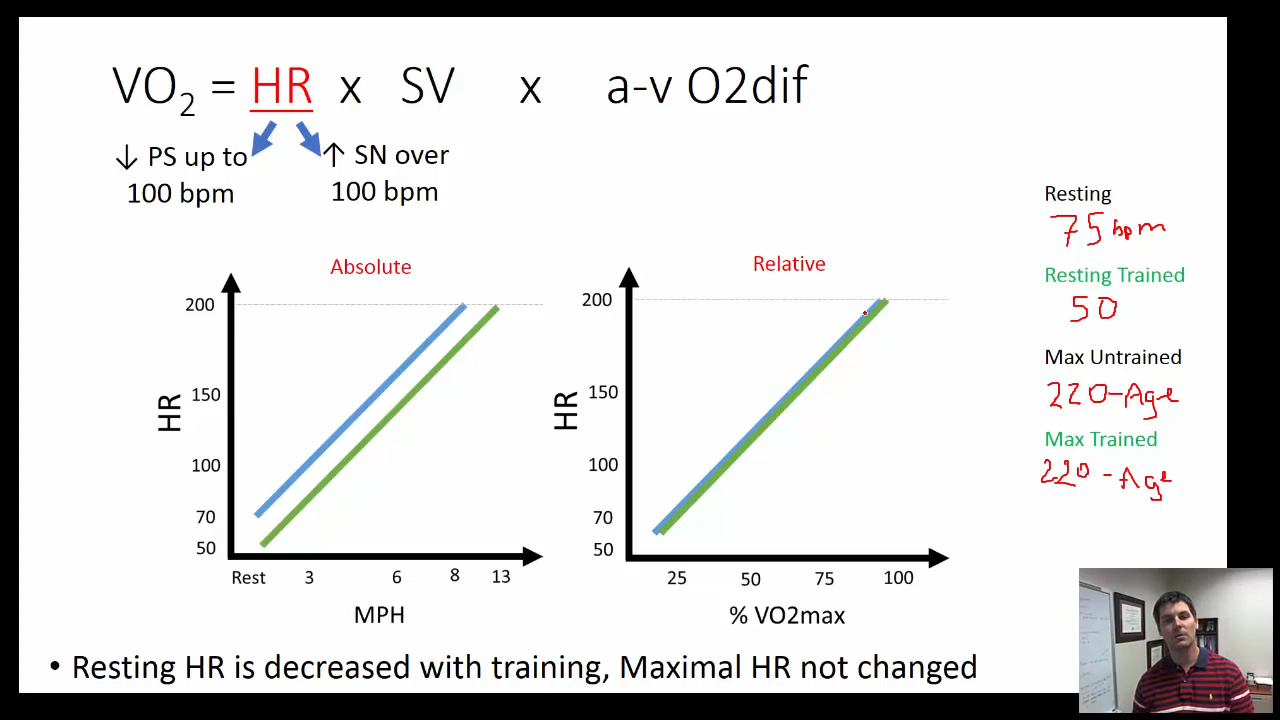 VO2 = HR x SV x a-v O2dif
↓ PS up to 100 bpm
↑ SN over 100 bpm
Absolute
HR
200
150
100
70
50
Rest 3 6 8 13
MPH
Relative
HR
200
150
100
70
50
25 50 75 100
% VO2max
Resting
75 bpm
Resting Trained
50
Max Untrained
220-Age
Max Trained
220-Age
• Resting HR is decreased with training, Maximal HR not changed